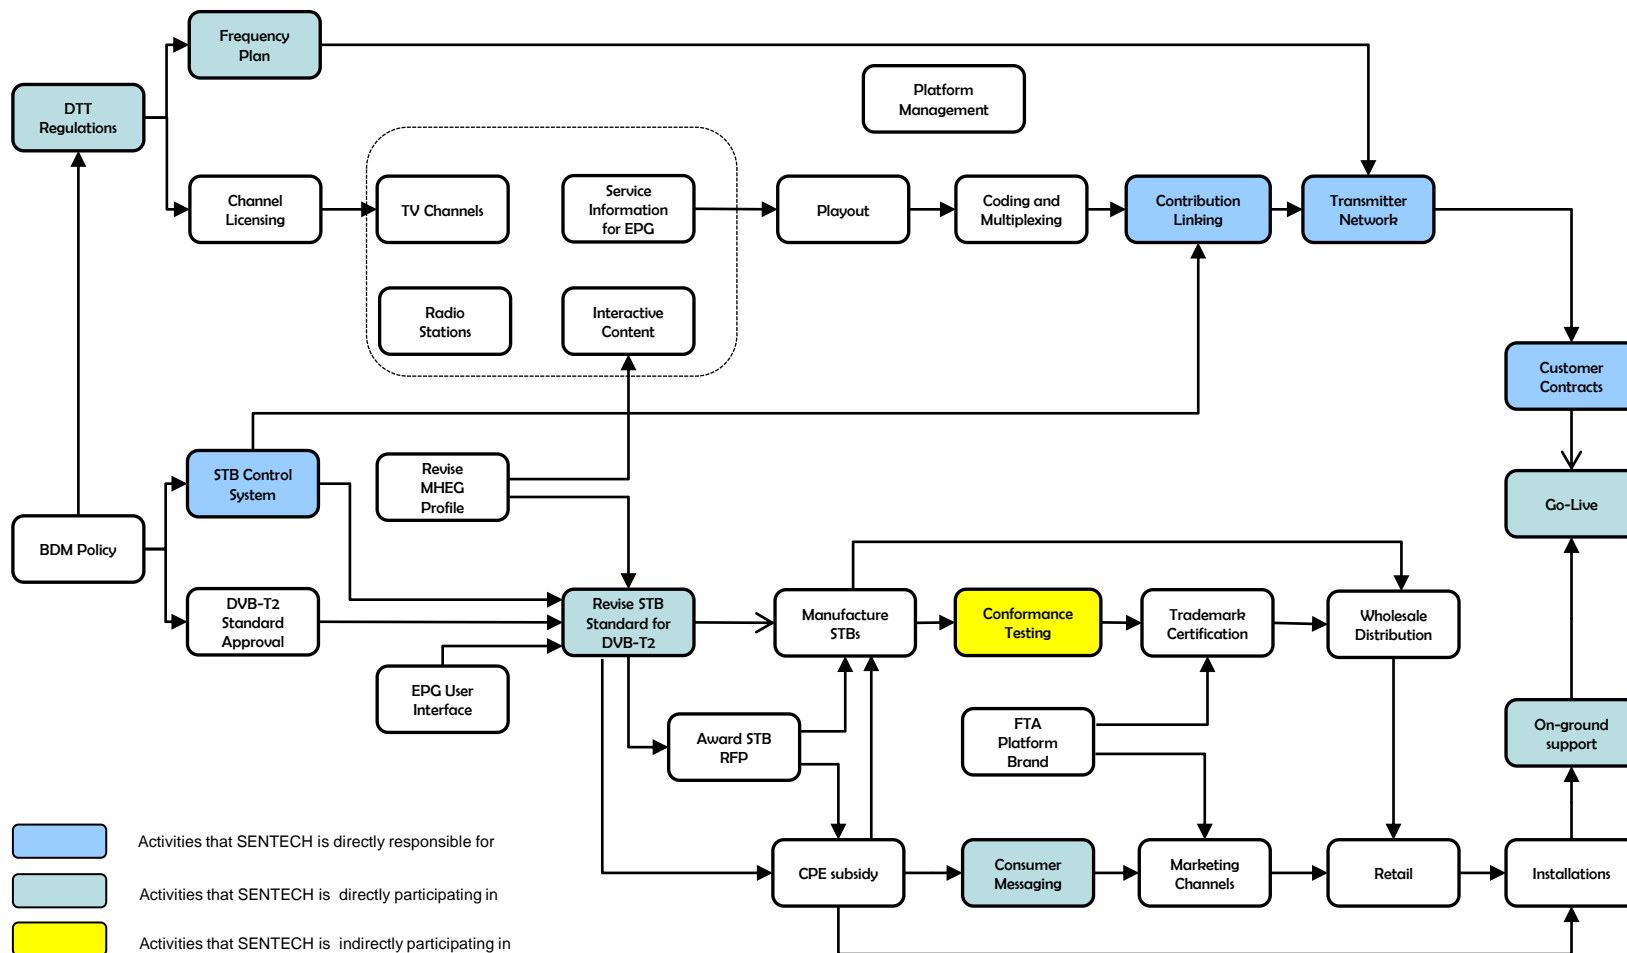 Frequency
Plan
DTT
Regulations
Platform
Management
Channel
Licensing
TV Channels
Service
Information
for EPG
Playout
Coding and
Multiplexing
Contribution
Linking
Transmitter
Network
Radio
Stations
Interactive
Content
Customer
Contracts
STB Control
System
Revise
MHEG
Profile
Go-Live
BDM Policy
DVB-T2
Standard
Approval
Revise STB
Standard for
DVB-T2
Manufacture
STBs
Conformance
Testing
Trademark
Certification
Wholesale
Distribution
EPG User
Interface
Award STB
RFP
FTA
Platform
Brand
On-ground
support
CPE subsidy
Consumer
Messaging
Marketing
Channels
Retail
Installations
Activities that SENTECH is directly responsible for
Activities that SENTECH is directly participating in
Activities that SENTECH is indirectly participating in